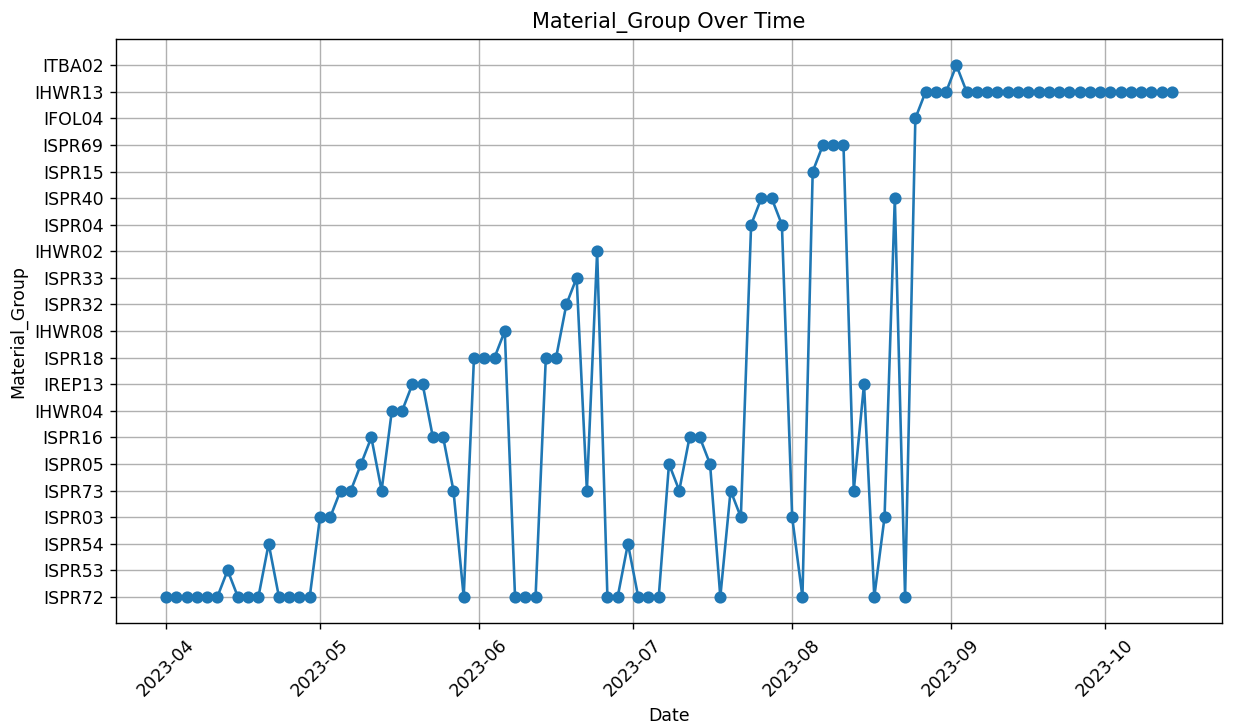 Material_Group Over Time
ITBA02
IHWR13
IFOL04
ISPR69
ISPR15
ISPR40
ISPR04
IHWR02
ISPR33
ISPR32
IHWR08
ISPR18
IREP13
IHWR04
ISPR16
ISPR05
ISPR73
ISPR03
ISPR54
ISPR53
ISPR72
Material_Group
2023-04
2023-05
2023-06
2023-07
2023-08
2023-09
2023-10
Date